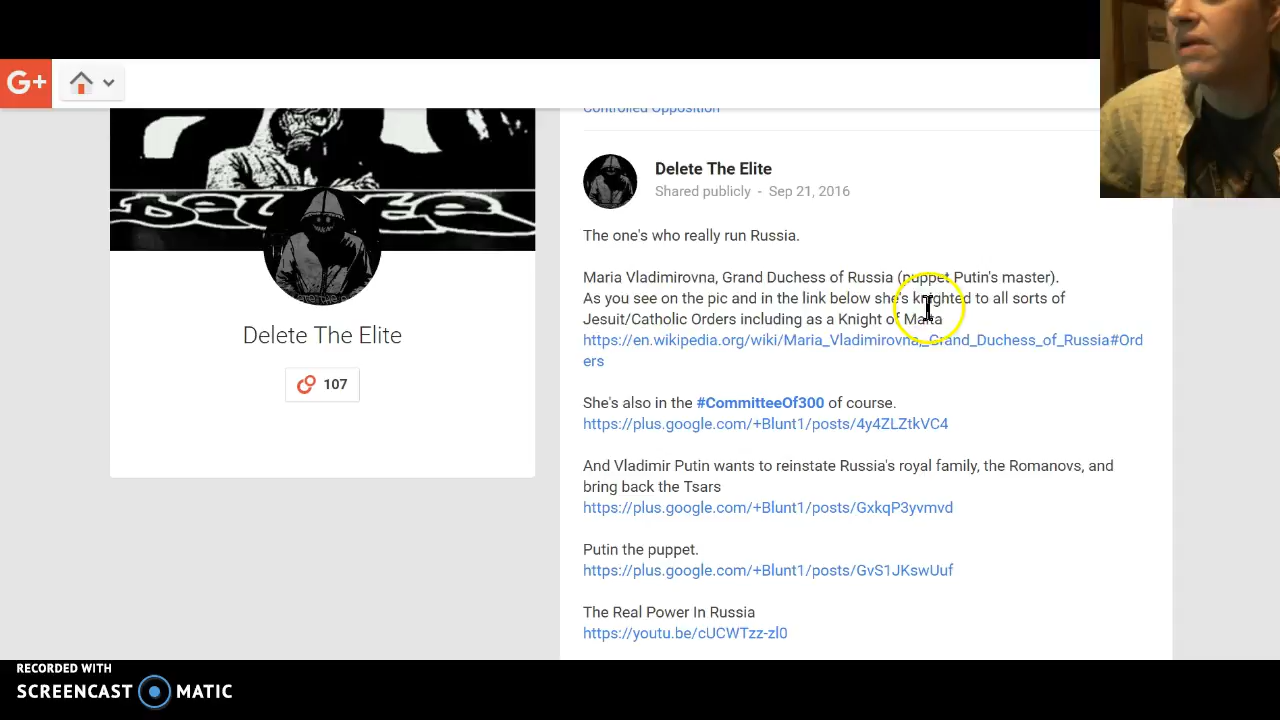 G+
Controlled Opposition
Delete The Elite
Shared publicly - Sep 21, 2016
The one's who really run Russia.
Maria Vladimirovna, Grand Duchess of Russia (puppet Putin's master).
As you see on the pic and in the link below she's knighted to all sorts of
Jesuit/Catholic Orders including as a Knight of Malta
https://en.wikipedia.org/wiki/Maria_Vladimirovna,_Grand_Duchess_of_Russia#Ord
ers
Delete The Elite
107
She's also in the #CommitteeOf300 of course.
https://plus.google.com/+Blunt1/posts/4y4ZLZtkVC4
And Vladimir Putin wants to reinstate Russia's royal family, the Romanovs, and
bring back the Tsars
https://plus.google.com/+Blunt1/posts/GxkqP3yvmvd
Putin the puppet.
https://plus.google.com/+Blunt1/posts/GvS1JKswUuf
The Real Power In Russia
https://youtu.be/cUCWTzz-zl0
RECORDED WITH
SCREENCAST MATIC